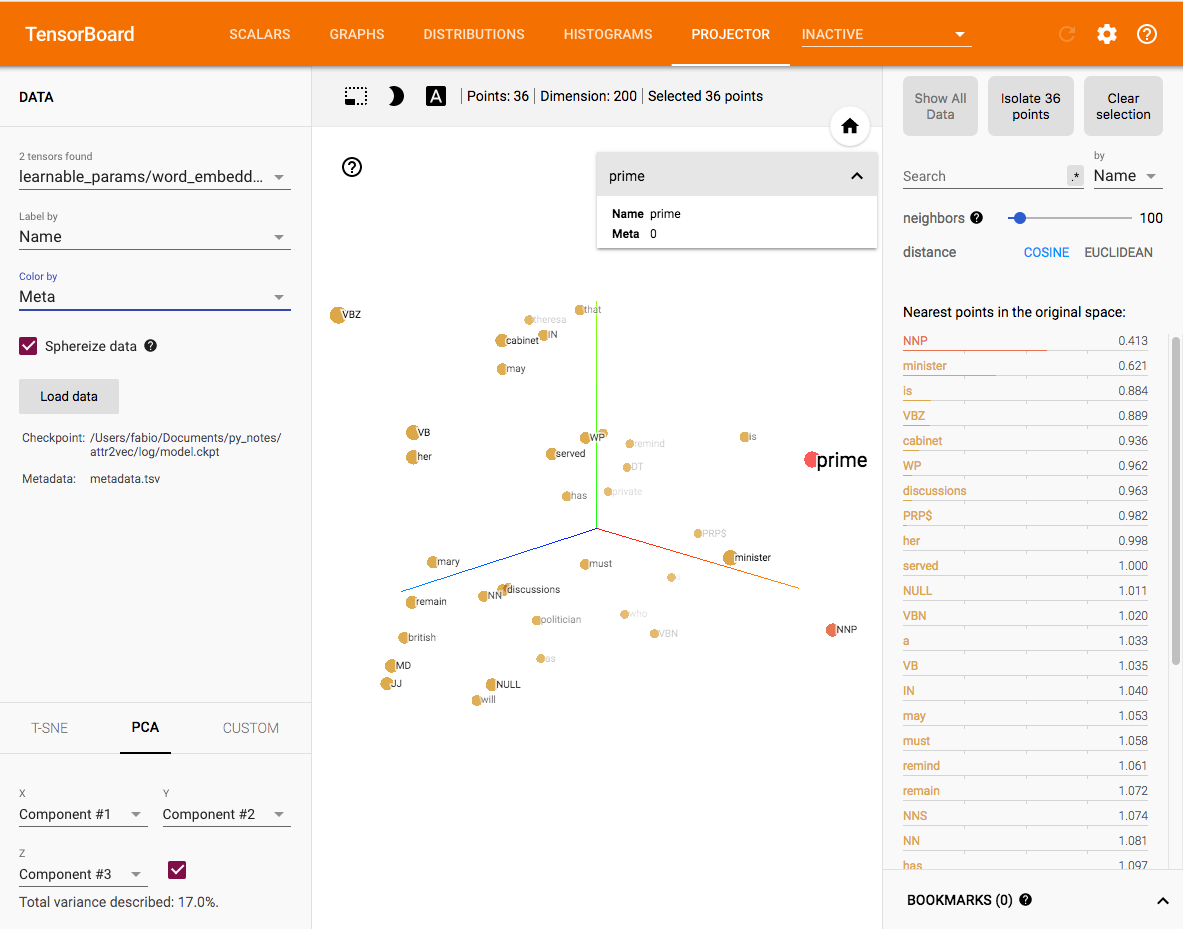 TensorBoard SCALARS GRAPHS DISTRIBUTIONS HISTOGRAMS PROJECTOR INACTIVE
DATA
2 tensors found
learnable_params/word_embedd...
Label by
Name
Color by
Meta
Sphereize data
Load data
Checkpoint: /Users/fabio/Documents/py_notes/
attr2vec/log/model.ckpt
Metadata: metadata.tsv
T-SNE PCA CUSTOM
X Y
Component #1 Component #2
Z
Component #3
Total variance described: 17.0%.
A Points: 36 Dimension: 200 Selected 36 points
prime
Name prime
Meta 0
VBZ
that
theresa
IN
cabinet
may
VB
WP
is
remind
her
served
prime
DT
has
private
PRP$
mary
must
minister
discussions
NN
remain
politician
who
NNP
VBN
british
as
MD
JJ
NULL
will
Show All
Data
Isolate 36
points
Clear
selection
by
Search .* Name
neighbors 100
distance COSINE EUCLIDEAN
Nearest points in the original space:
NNP 0.413
minister 0.621
is 0.884
VBZ 0.889
cabinet 0.936
WP 0.962
discussions 0.963
PRP$ 0.982
her 0.998
served 1.000
NULL 1.011
VBN 1.020
a 1.033
VB 1.035
IN 1.040
may 1.053
must 1.058
remind 1.061
remain 1.072
NNS 1.074
NN 1.081
has 1.097
BOOKMARKS (0)